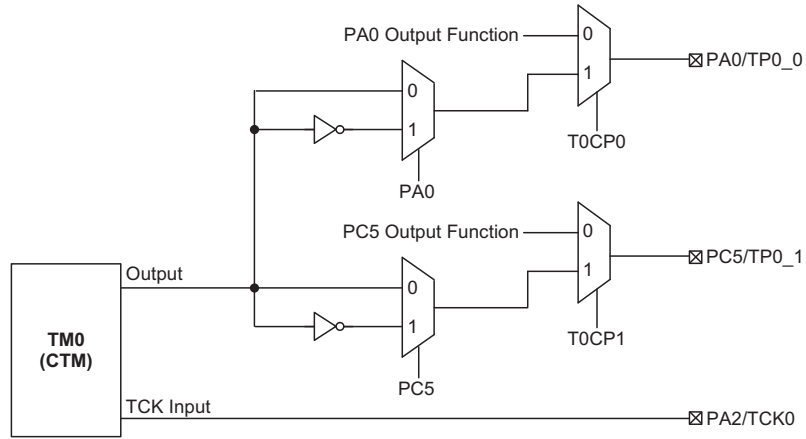 PA0 Output Function
0
1
PA0/TP0_0
T0CP0
0
1
PA0
PC5 Output Function
0
1
PC5/TP0_1
T0CP1
Output
0
1
PC5
TM0
(CTM)
TCK Input
PA2/TCK0